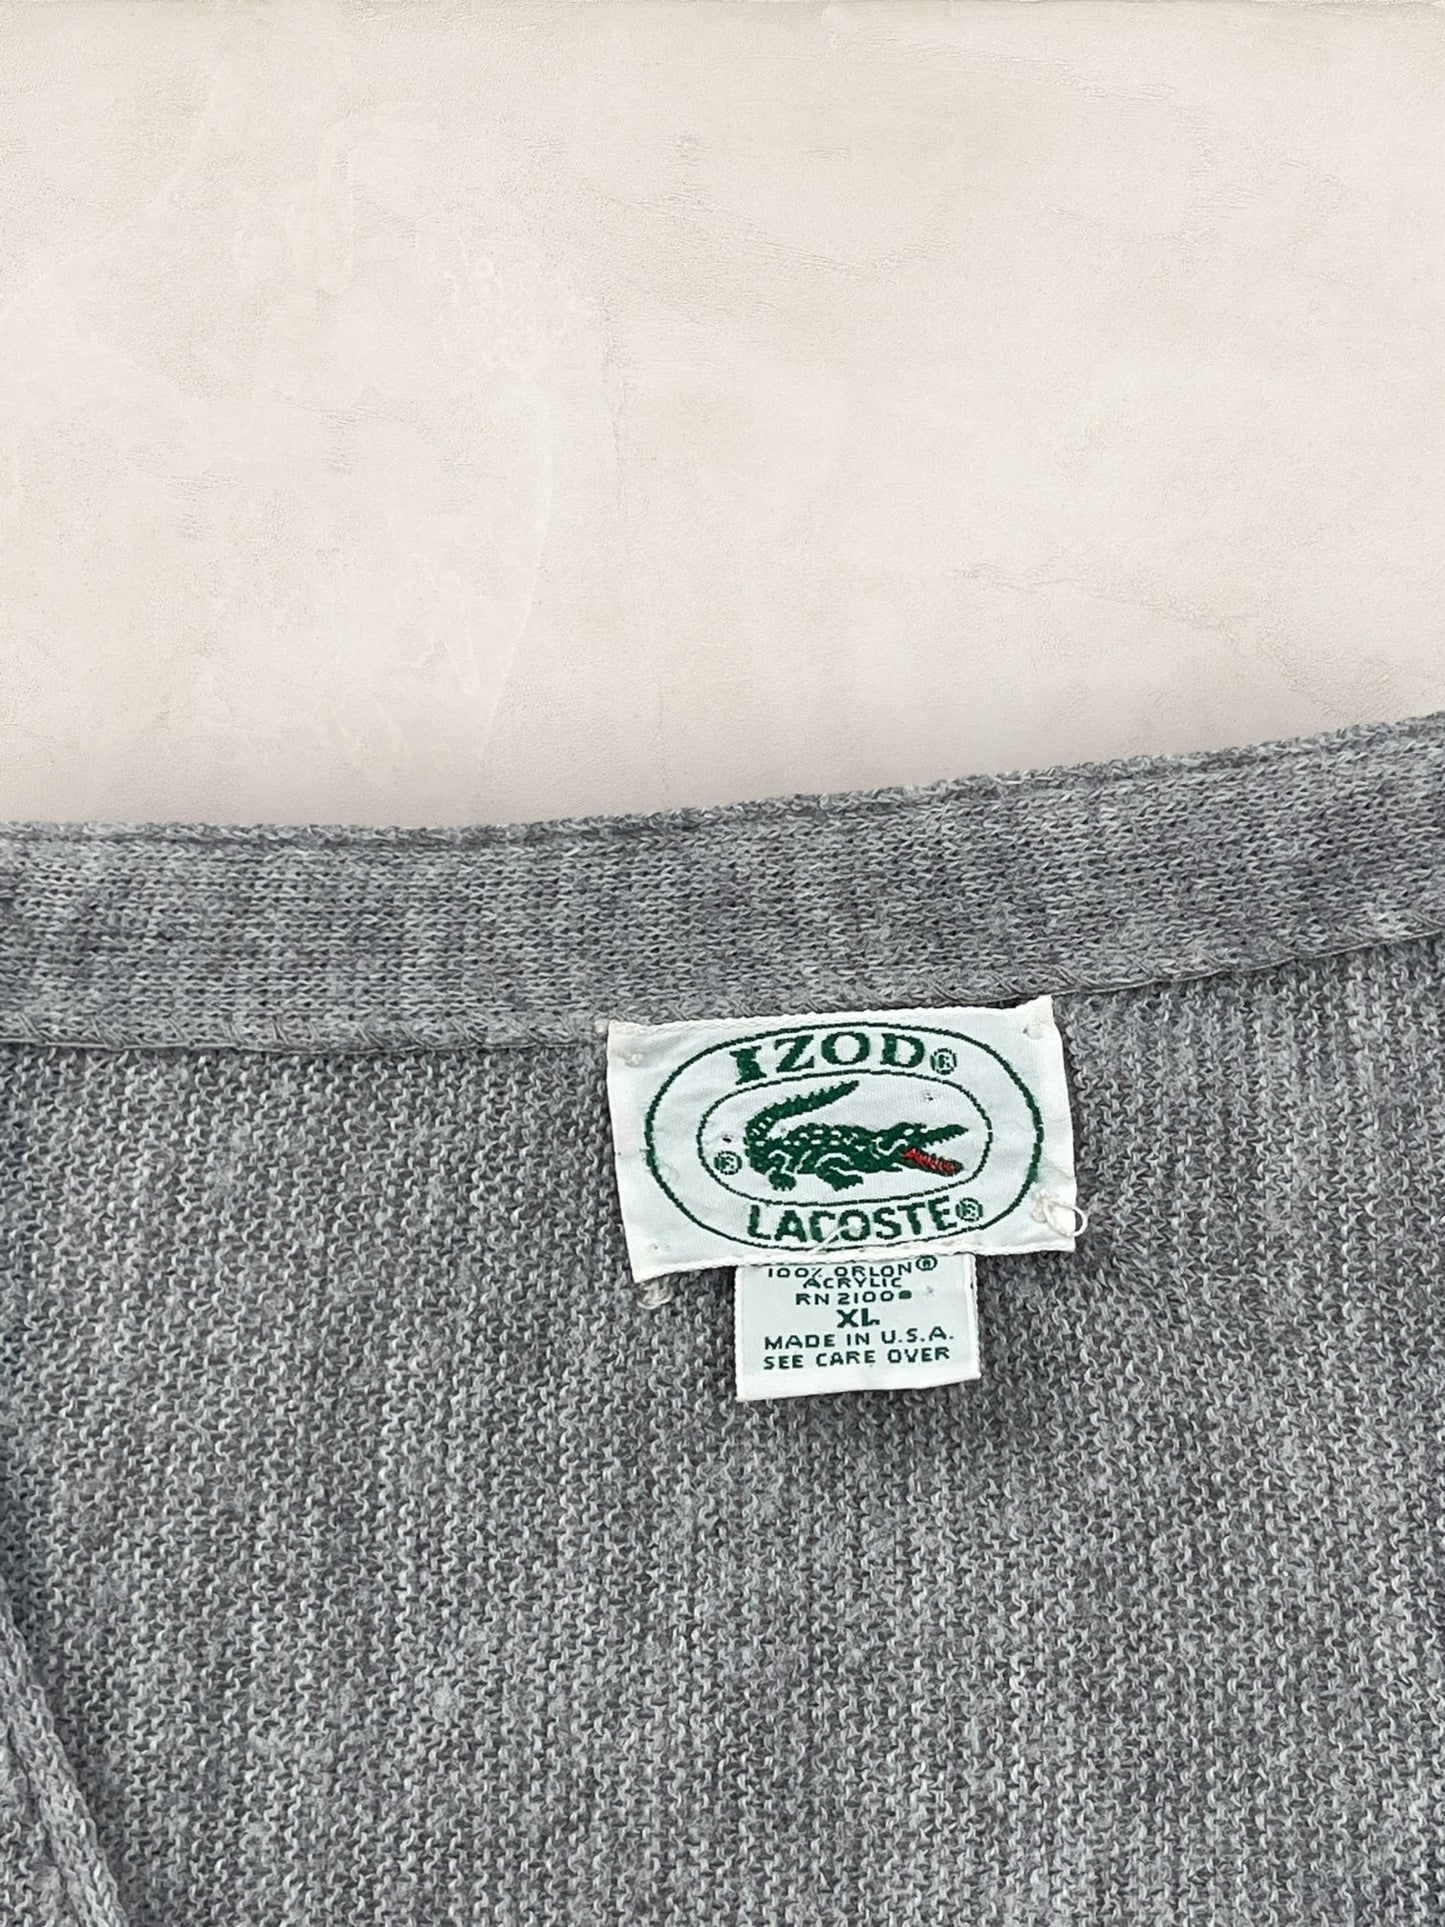 IZOD®
®
LACOSTE®
100% ORLON®
ACRYLIC
RN 21008
XL
MADE IN U.S.A.
SEE CARE OVER